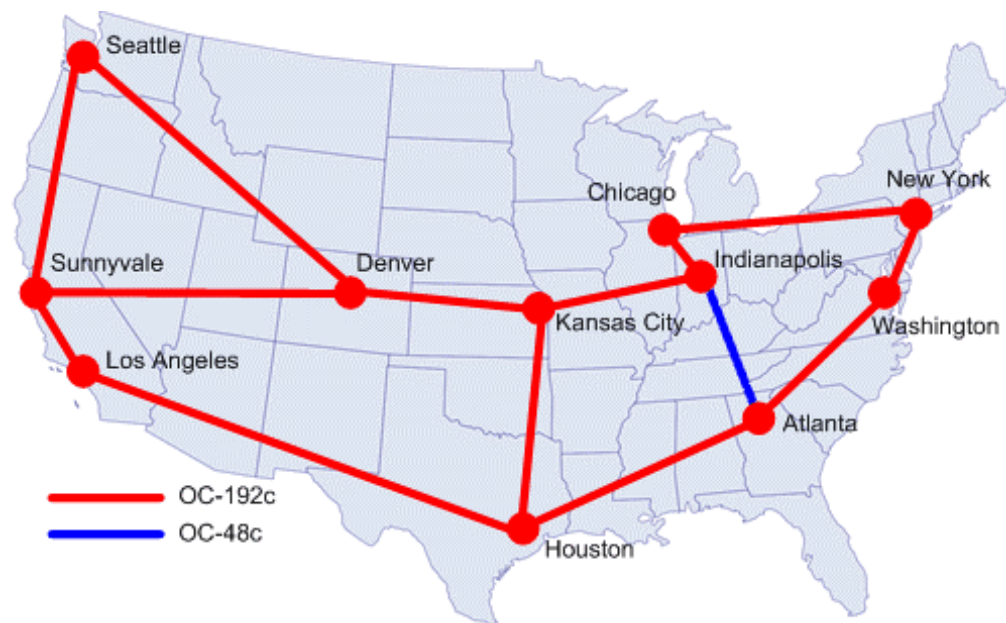 Seattle
Chicago
New York
Sunnyvale
Denver
Indianapolis
Kansas City
Washington
Los Angeles
Atlanta
OC-192c
OC-48c
Houston